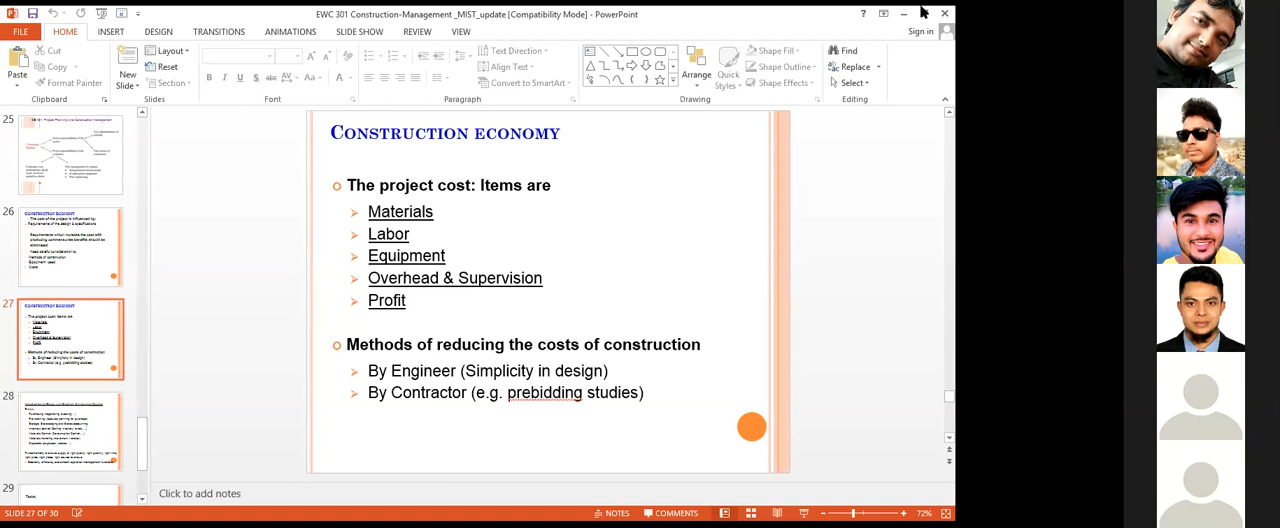 EWC 301 Construction-Management _MIST_update [Compatibility Mode] - PowerPoint
FILE HOME INSERT DESIGN TRANSITIONS ANIMATIONS SLIDE SHOW REVIEW VIEW Sign in
Paste Cut Copy Format Painter
Clipboard
New Slide Layout Reset Section
Slides
Font
Text Direction Align Text Convert to SmartArt
Paragraph
Arrange Quick Styles Shape Fill Shape Outline Shape Effects
Drawing
Find Replace Select
Editing
25
26
CONSTRUCTION ECONOMY
27
CONSTRUCTION ECONOMY
28
29
CONSTRUCTION ECONOMY
The project cost: Items are
Materials
Labor
Equipment
Overhead & Supervision
Profit
Methods of reducing the costs of construction
By Engineer (Simplicity in design)
By Contractor (e.g. prebidding studies)
Click to add notes
SLIDE 27 OF 30 NOTES COMMENTS 72%